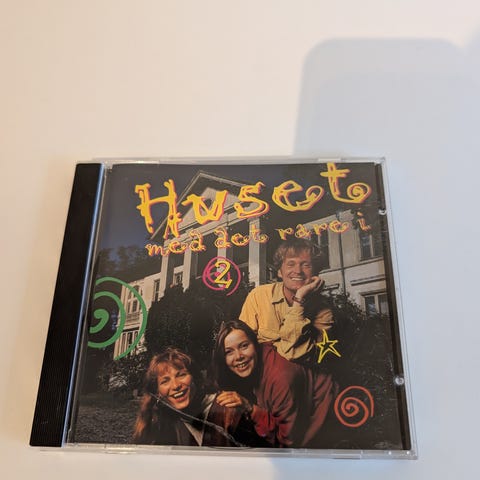 Huset
med det rare i
2